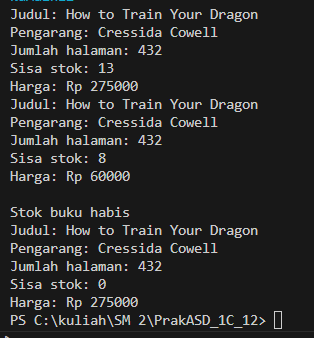 Judul: How to Train Your Dragon
Pengarang: Cressida Cowell
Jumlah halaman: 432
Sisa stok: 13
Harga: Rp 275000
Judul: How to Train Your Dragon
Pengarang: Cressida Cowell
Jumlah halaman: 432
Sisa stok: 8
Harga: Rp 60000

Stok buku habis
Judul: How to Train Your Dragon
Pengarang: Cressida Cowell
Jumlah halaman: 432
Sisa stok: 0
Harga: Rp 275000
PS C:\kuliah\SM 2\PrakASD_1C_12>